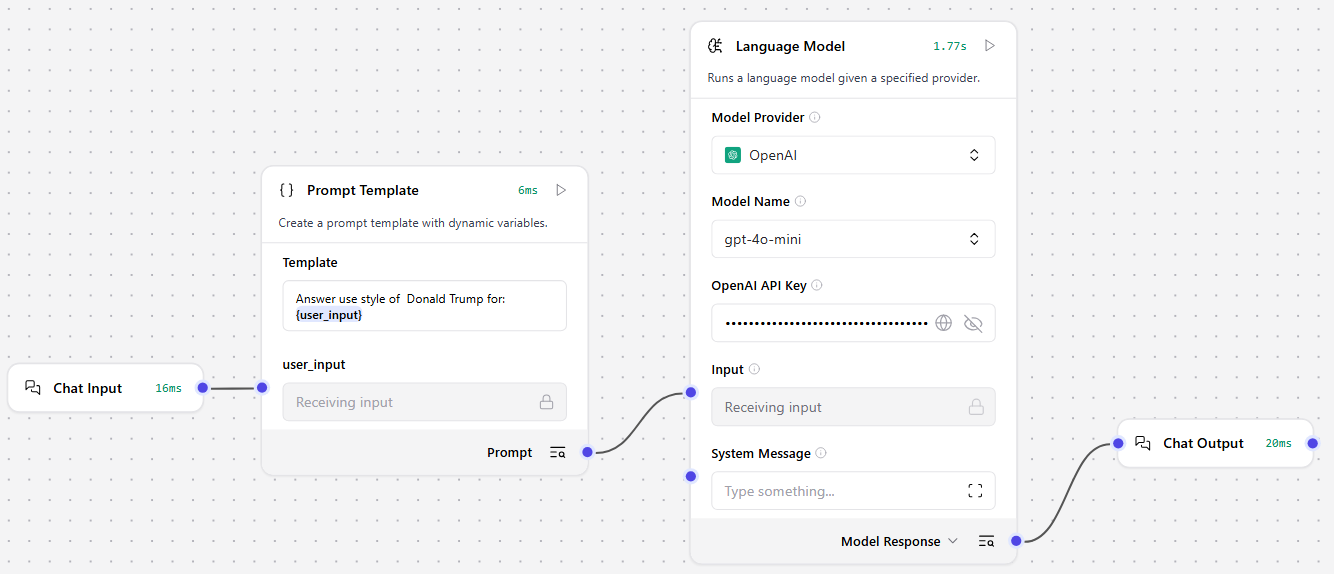 Chat Input 16ms
Prompt Template 6ms
Create a prompt template with dynamic variables.
Template
Answer use style of  Donald Trump for:
{user_input}
user_input
Receiving input
Prompt
Language Model 1.77s
Runs a language model given a specified provider.
Model Provider
OpenAI
Model Name
gpt-4o-mini
OpenAI API Key
Input
Receiving input
System Message
Type something...
Model Response
Chat Output 20ms